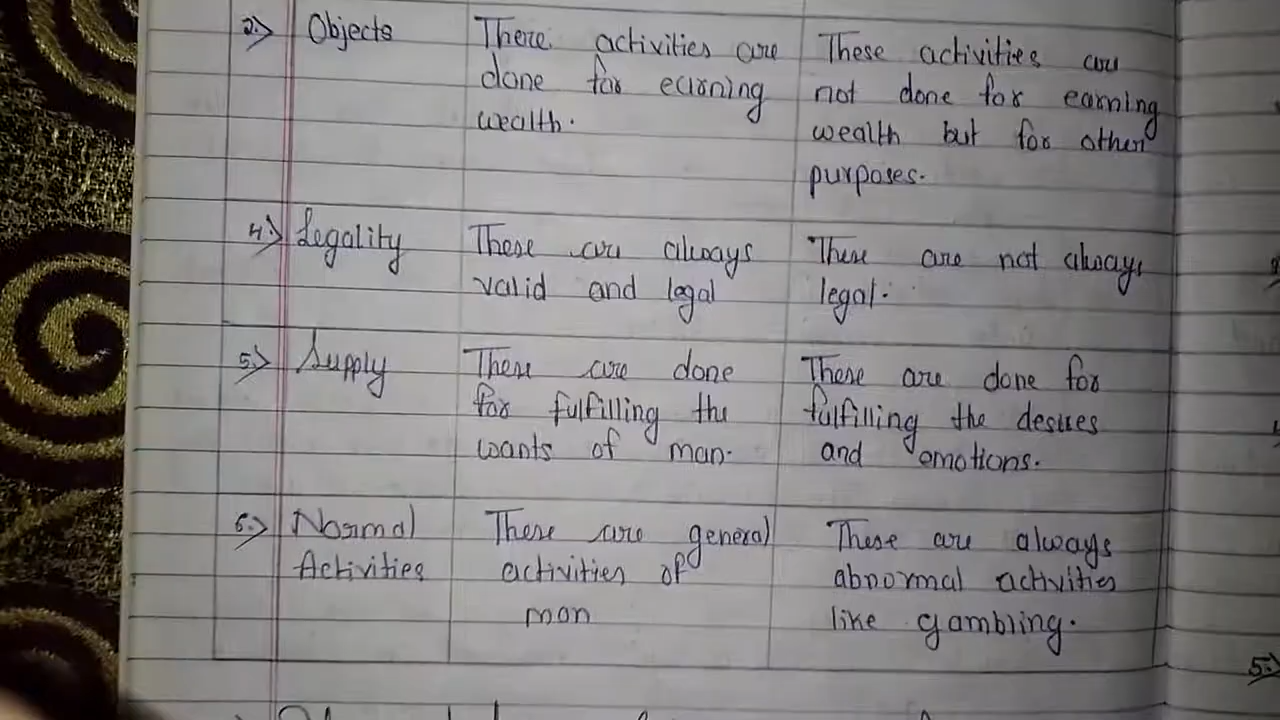 2.> Objects
There activities are
done for earning
wealth.
These activities are
not done for earning
wealth but for other
purposes.
4.> Legality
These are always
valid and legal
These are not always
legal.
5.> Supply
These are done
for fulfilling the
wants of man.
These are done for
fulfilling the desires
and emotions.
6.> Normal
Activities
These are general
activities of
man
These are always
abnormal activities
like gambling.
5.>